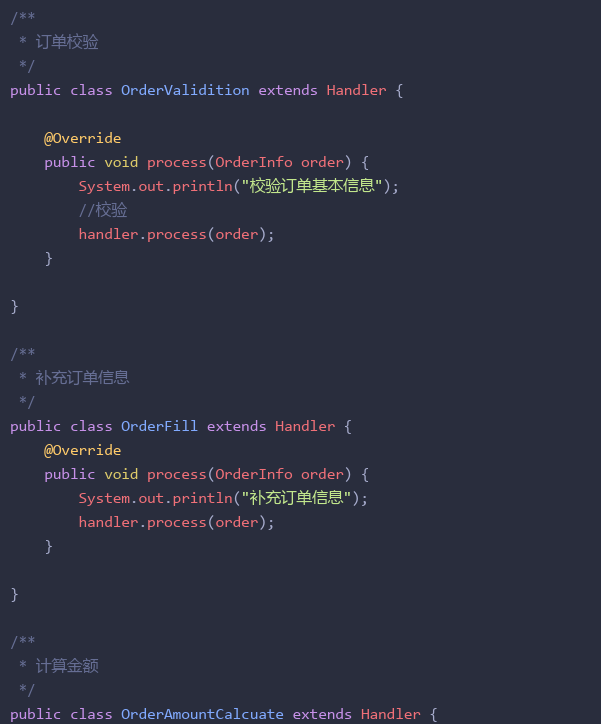 /**
 * 订单校验
 */
public class OrderValidition extends Handler {

    @Override
    public void process(OrderInfo order) {
        System.out.println("校验订单基本信息");
        //校验
        handler.process(order);
    }

}

/**
 * 补充订单信息
 */
public class OrderFill extends Handler {
    @Override
    public void process(OrderInfo order) {
        System.out.println("补充订单信息");
        handler.process(order);
    }

}

/**
 * 计算金额
 */
public class OrderAmountCalcuate extends Handler {